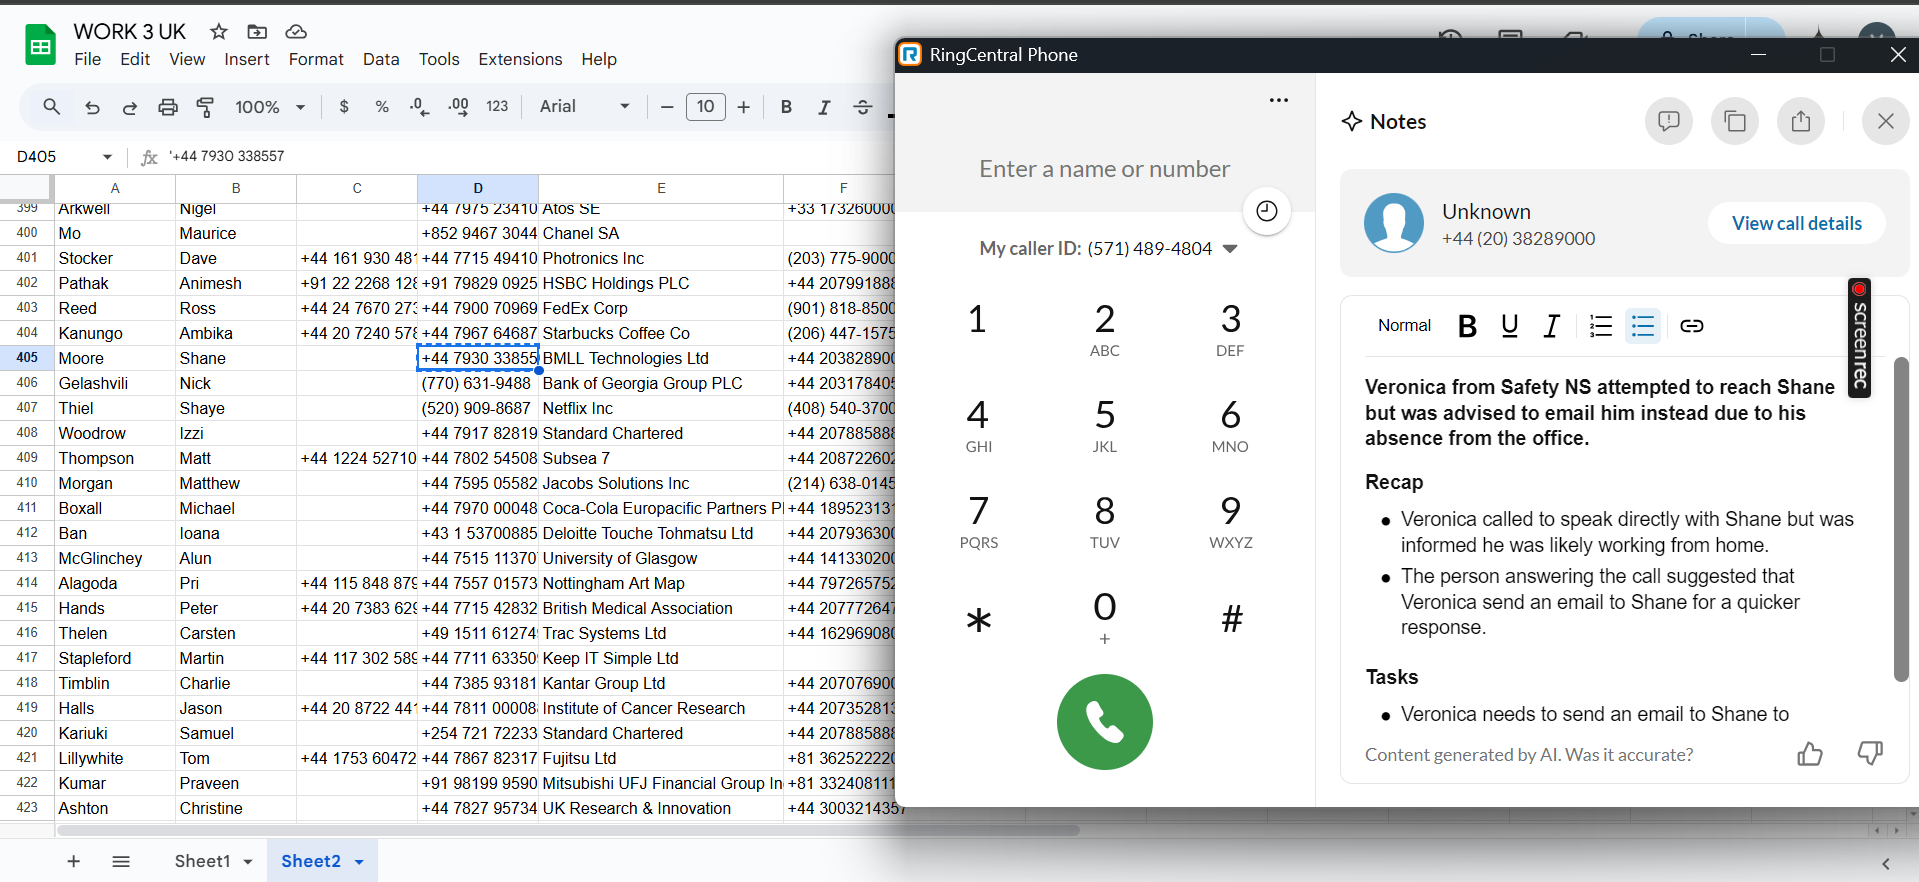 WORK 3 UK
File Edit View Insert Format Data Tools Extensions Help
100% $ % .0 .00 123 Arial 10 B I
D405 '+44 7930 338557
A B C D E F
399 Arkwell Nigel +44 7975 23410 Atos SE +33 17326000
400 Mo Maurice +852 9467 3044 Chanel SA
401 Stocker Dave +44 161 930 481 +44 7715 49410 Photronics Inc (203) 775-9000
402 Pathak Animesh +91 22 2268 128 +91 79829 0925 HSBC Holdings PLC +44 207991888
403 Reed Ross +44 24 7670 273 +44 7900 70969 FedEx Corp (901) 818-8500
404 Kanungo Ambika +44 20 7240 578 +44 7967 64687 Starbucks Coffee Co (206) 447-1575
405 Moore Shane +44 7930 33855 BMLL Technologies Ltd +44 203828900
406 Gelashvili Nick (770) 631-9488 Bank of Georgia Group PLC +44 203178405
407 Thiel Shaye (520) 909-8687 Netflix Inc (408) 540-3700
408 Woodrow Izzi +44 7917 82819 Standard Chartered +44 207885888
409 Thompson Matt +44 1224 52710 +44 7802 54508 Subsea 7 +44 208722602
410 Morgan Matthew +44 7595 05582 Jacobs Solutions Inc (214) 638-0145
411 Boxall Michael +44 7970 00048 Coca-Cola Europacific Partners Pl +44 189523131
412 Ban Ioana +43 1 53700885 Deloitte Touche Tohmatsu Ltd +44 207936300
413 McGlinchey Alun +44 7515 11370 University of Glasgow +44 141330200
414 Alagoda Pri +44 115 848 879 +44 7557 01573 Nottingham Art Map +44 797265752
415 Hands Peter +44 20 7383 629 +44 7715 42832 British Medical Association +44 207772647
416 Thelen Carsten +49 1511 61274 Trac Systems Ltd +44 162969080
417 Stapleford Martin +44 117 302 589 +44 7711 63350 Keep IT Simple Ltd
418 Timblin Charlie +44 7385 93181 Kantar Group Ltd +44 207076900
419 Halls Jason +44 20 8722 441 +44 7811 00008 Institute of Cancer Research +44 207352813
420 Kariuki Samuel +254 721 72233 Standard Chartered +44 207885888
421 Lillywhite Tom +44 1753 60472 +44 7867 82317 Fujitsu Ltd +81 362522220
422 Kumar Praveen +91 98199 9590 Mitsubishi UFJ Financial Group In +81 332408111
423 Ashton Christine +44 7827 95734 UK Research & Innovation +44 3003214357
Sheet1 Sheet2
RingCentral Phone
Enter a name or number
My caller ID: (571) 489-4804
1 2 3
ABC DEF
4 5 6
GHI JKL MNO
7 8 9
PQRS TUV WXYZ
* 0 #
+
Notes
Unknown
+44 (20) 38289000
View call details
Normal B U I
screenrec
Veronica from Safety NS attempted to reach Shane
but was advised to email him instead due to his
absence from the office.
Recap
• Veronica called to speak directly with Shane but was
informed he was likely working from home.
• The person answering the call suggested that
Veronica send an email to Shane for a quicker
response.
Tasks
• Veronica needs to send an email to Shane to
Content generated by AI. Was it accurate?